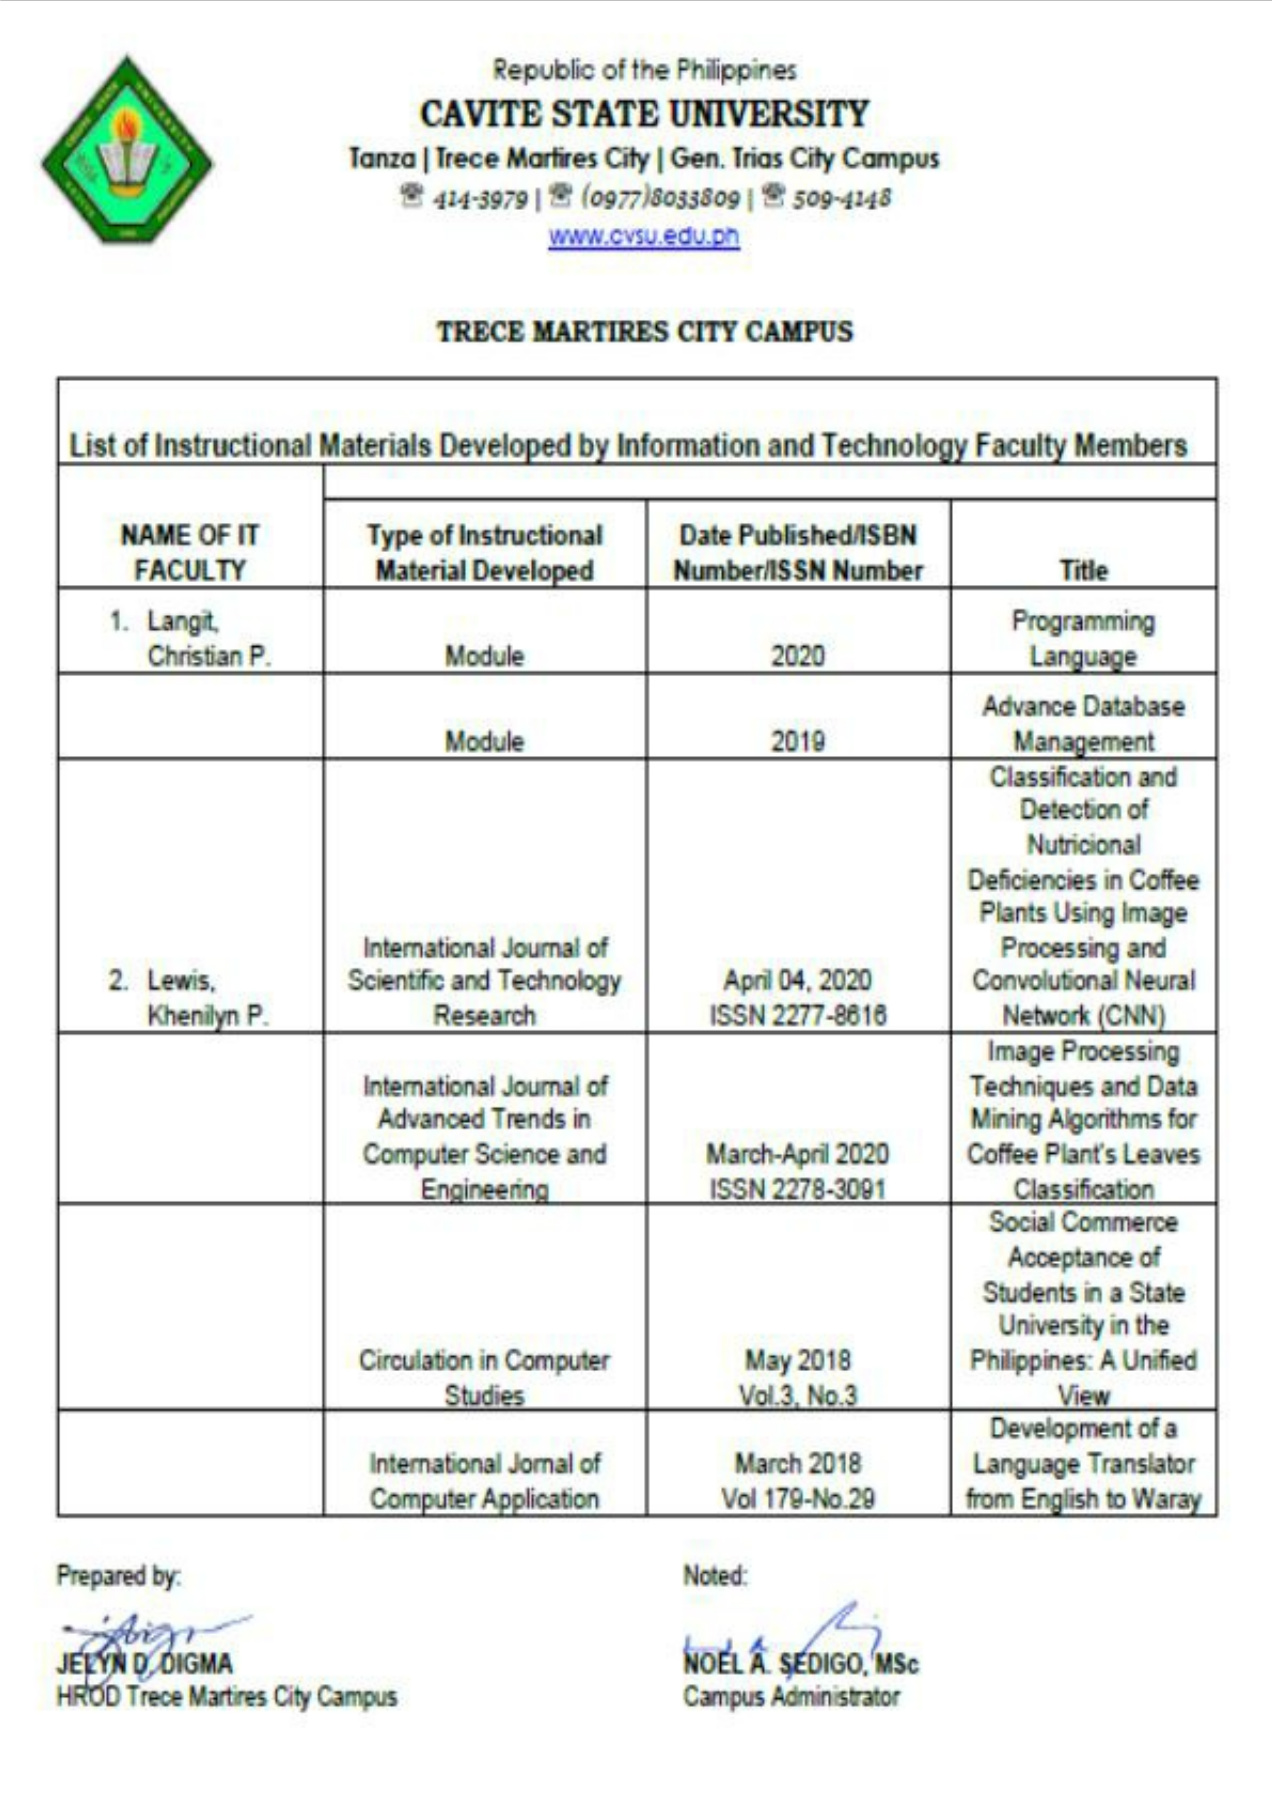 Republic of the Philippines
CAVITE STATE UNIVERSITY
Tanza | Trece Martires City | Gen. Trias City Campus
☏ 414-3979 | ☏ (0977)8033809 | ☏ 509-4148
www.cvsu.edu.ph
TRECE MARTIRES CITY CAMPUS
List of Instructional Materials Developed by Information and Technology Faculty Members
NAME OF IT
FACULTY
Type of Instructional
Material Developed
Date Published/ISBN
Number/ISSN Number
Title
1. Langit,
Christian P.
Module
2020
Programming
Language
Module
2019
Advance Database
Management
2. Lewis,
Khenilyn P.
International Journal of
Scientific and Technology
Research
April 04, 2020
ISSN 2277-8616
Classification and
Detection of
Nutricional
Deficiencies in Coffee
Plants Using Image
Processing and
Convolutional Neural
Network (CNN)
International Journal of
Advanced Trends in
Computer Science and
Engineering
March-April 2020
ISSN 2278-3091
Image Processing
Techniques and Data
Mining Algorithms for
Coffee Plant's Leaves
Classification
Circulation in Computer
Studies
May 2018
Vol.3, No.3
Social Commerce
Acceptance of
Students in a State
University in the
Philippines: A Unified
View
International Jornal of
Computer Application
March 2018
Vol 179-No.29
Development of a
Language Translator
from English to Waray
Prepared by:
JELYN D. DIGMA
HROD Trece Martires City Campus
Noted:
NOEL A. SEDIGO, MSc
Campus Administrator